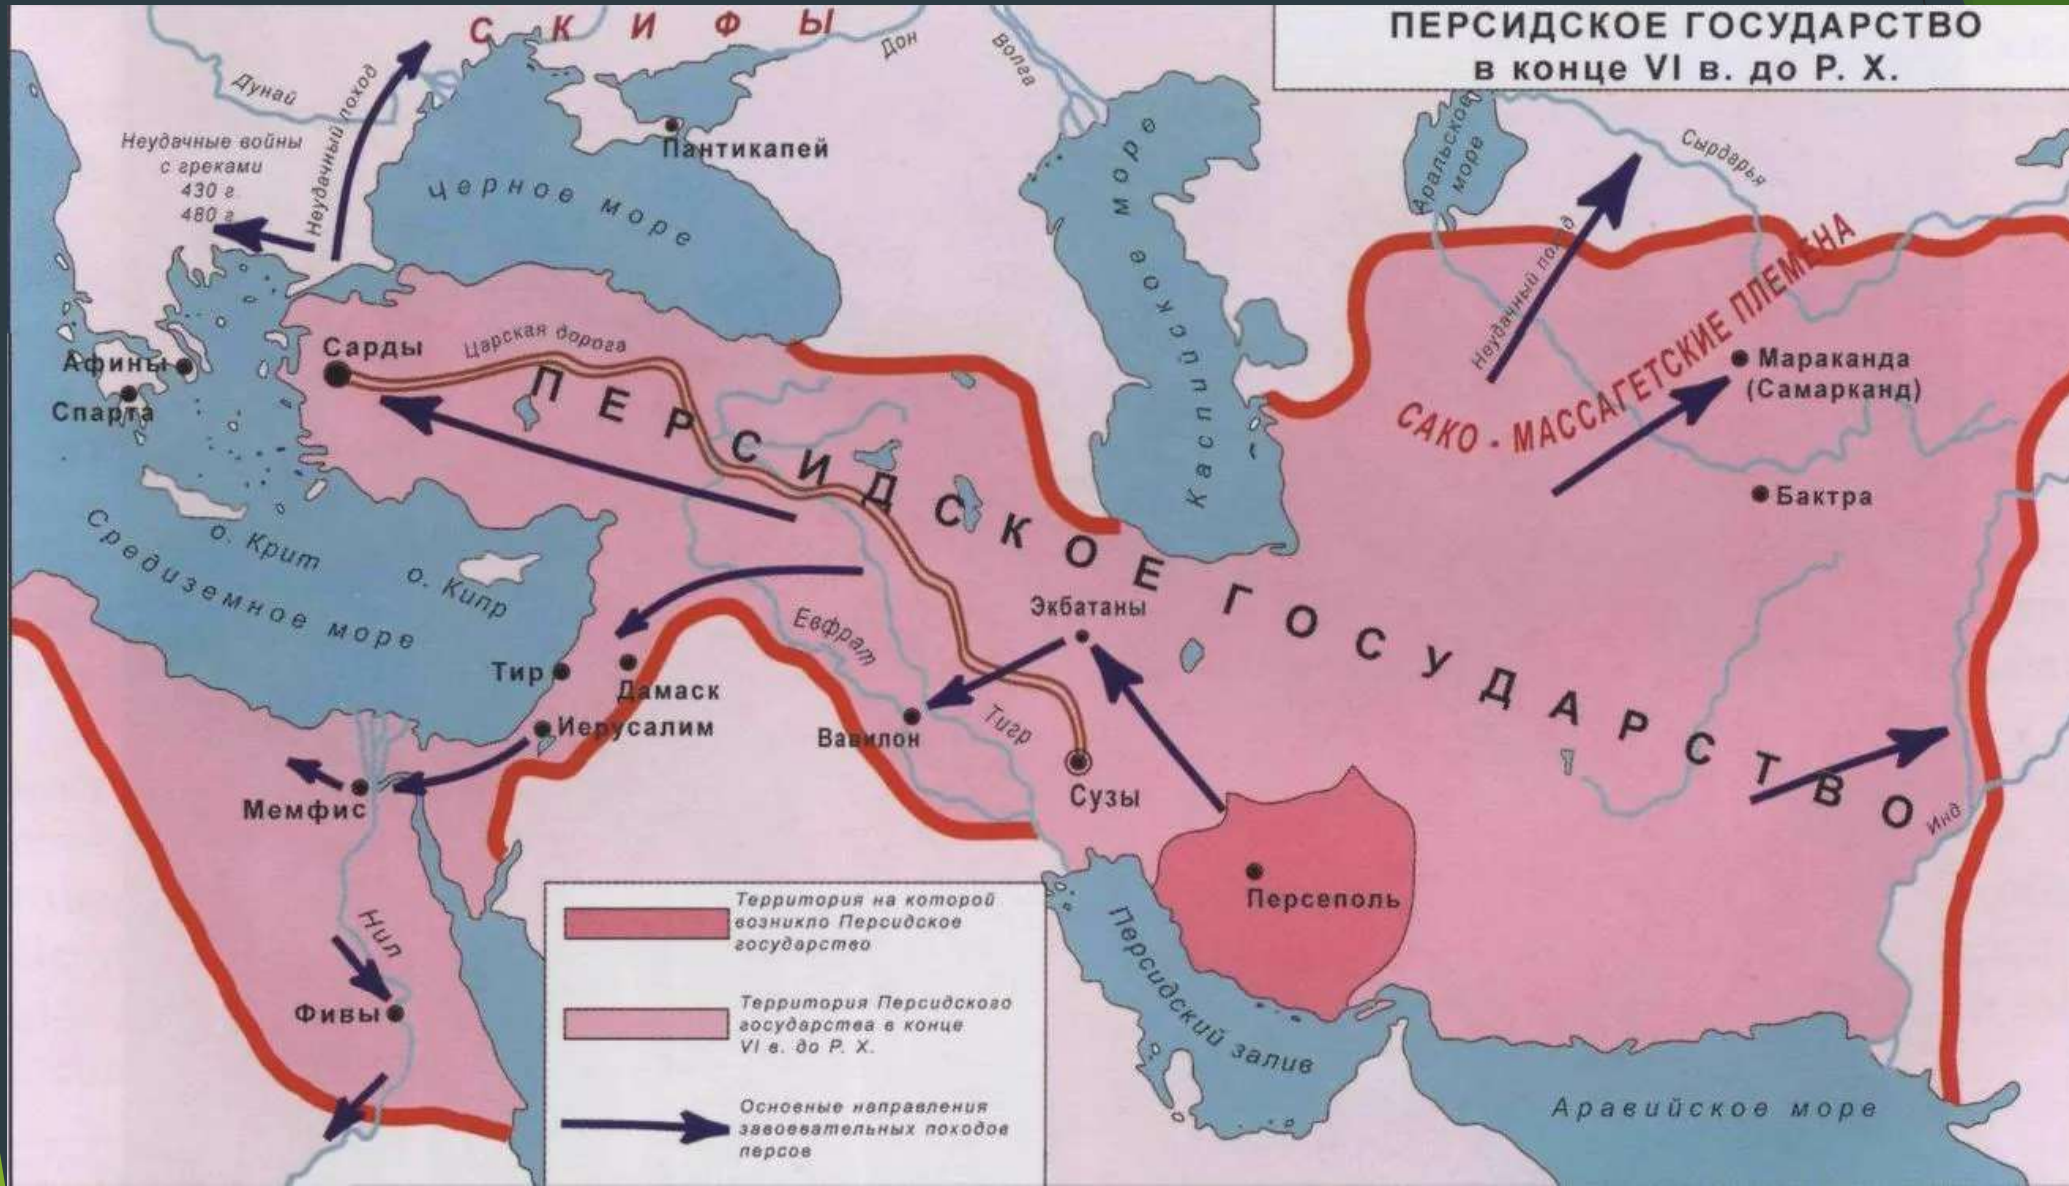 ПЕРСИДСКОЕ ГОСУДАРСТВО
в конце VI в. до Р. Х.
СКИФЫ
Дунай
Дон
Волга
Неудачный поход
Неудачные войны
с греками
430 г.
480 г.
Пантикапей
Черное море
Каспийское море
Аральское
море
Сырдарья
Неудачный поход
САКО - МАССАГЕТСКИЕ ПЛЕМЕНА
Мараканда
(Самарканд)
Бактра
Афины
Спарта
Сарды
Царская дорога
ПЕРСИДСКОЕ ГОСУДАРСТВО
о. Крит
о. Кипр
Средиземное море
Экбатаны
Евфрат
Тигр
Тир
Дамаск
Иерусалим
Вавилон
Сузы
Мемфис
Инд
Персеполь
Нил
Фивы
Персидский залив
Аравийское море
Территория на которой
возникло Персидское
государство
Территория Персидского
государства в конце
VI в. до Р. Х.
Основные направления
завоевательных походов
персов